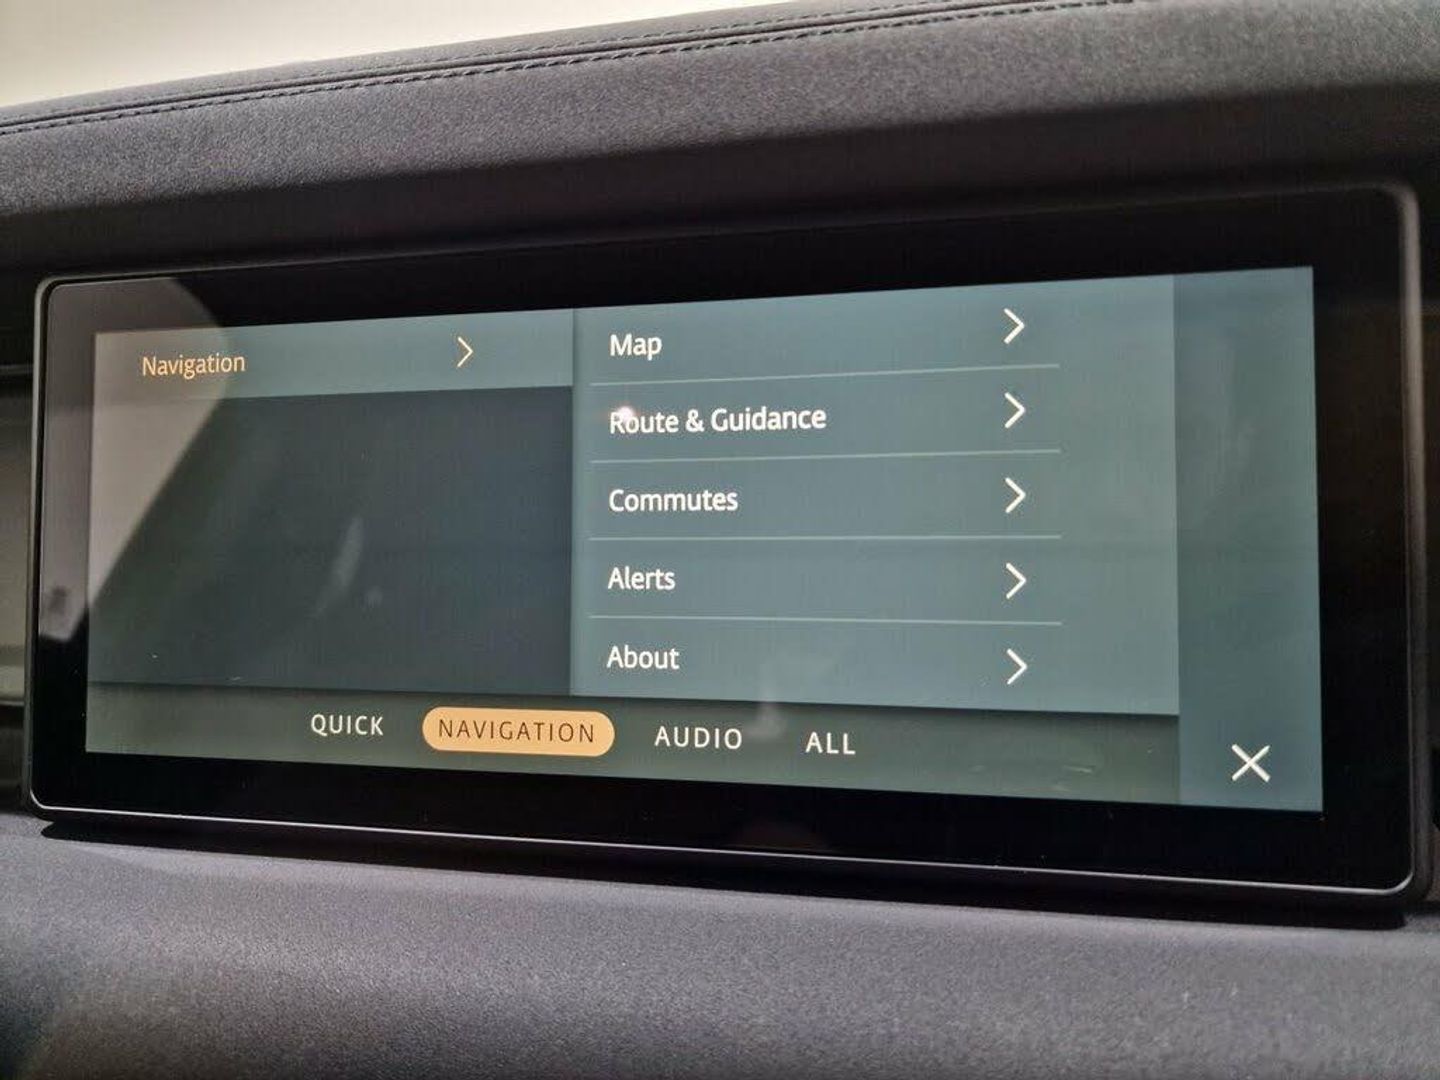 Navigation
Map
Route & Guidance
Commutes
Alerts
About
QUICK NAVIGATION AUDIO ALL